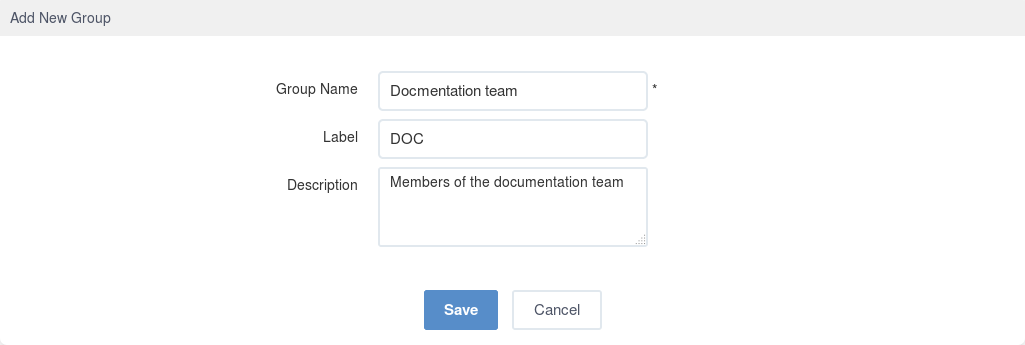 Add New Group
Group Name Docmentation team *
Label DOC
Description Members of the documentation team
Save Cancel